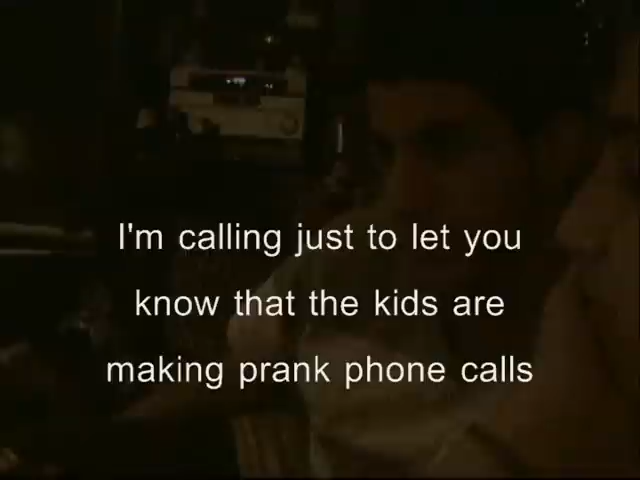 I'm calling just to let you
know that the kids are
making prank phone calls